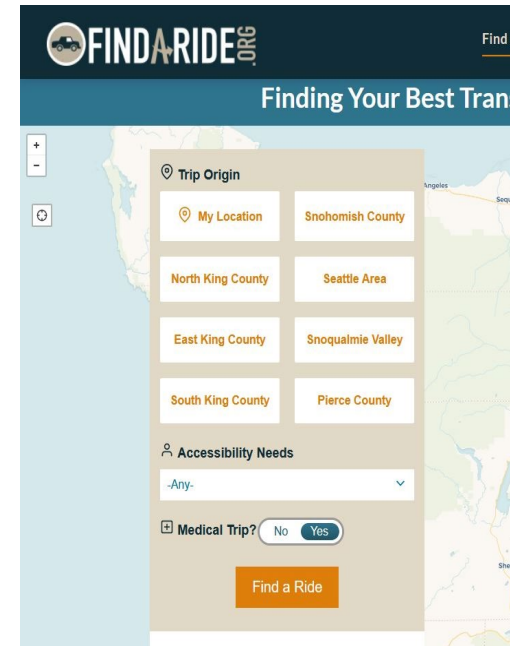 FINDARIDE.ORG
Find
Finding Your Best Tran
+
-
Angeles
Sequ
Trip Origin
My Location
Snohomish County
North King County
Seattle Area
East King County
Snoqualmie Valley
South King County
Pierce County
Accessibility Needs
-Any-
Medical Trip? No Yes
She
Find a Ride